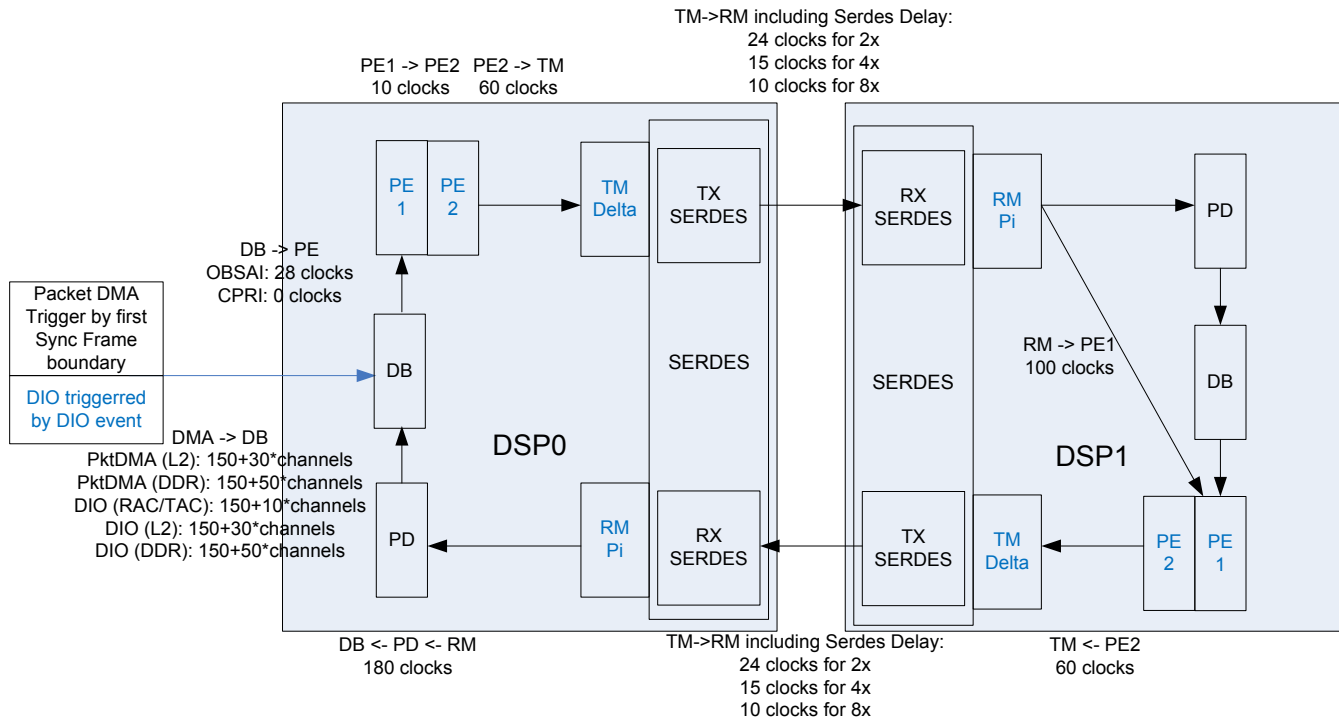 TM->RM including Serdes Delay:
24 clocks for 2x
15 clocks for 4x
10 clocks for 8x
PE1 -> PE2
10 clocks
PE2 -> TM
60 clocks
PE
1
PE
2
TM
Delta
TX
SERDES
RX
SERDES
RM
Pi
PD
DB -> PE
OBSAI: 28 clocks
CPRI: 0 clocks
Packet DMA
Trigger by first
Sync Frame
boundary
DIO triggerred
by DIO event
DB
SERDES
SERDES
RM -> PE1
100 clocks
DB
DMA -> DB
PktDMA (L2): 150+30*channels
PktDMA (DDR): 150+50*channels
DIO (RAC/TAC): 150+10*channels
DIO (L2): 150+30*channels
DIO (DDR): 150+50*channels
DSP0
DSP1
PD
RM
Pi
RX
SERDES
TX
SERDES
TM
Delta
PE
2
PE
1
DB <- PD <- RM
180 clocks
TM->RM including Serdes Delay:
24 clocks for 2x
15 clocks for 4x
10 clocks for 8x
TM <- PE2
60 clocks